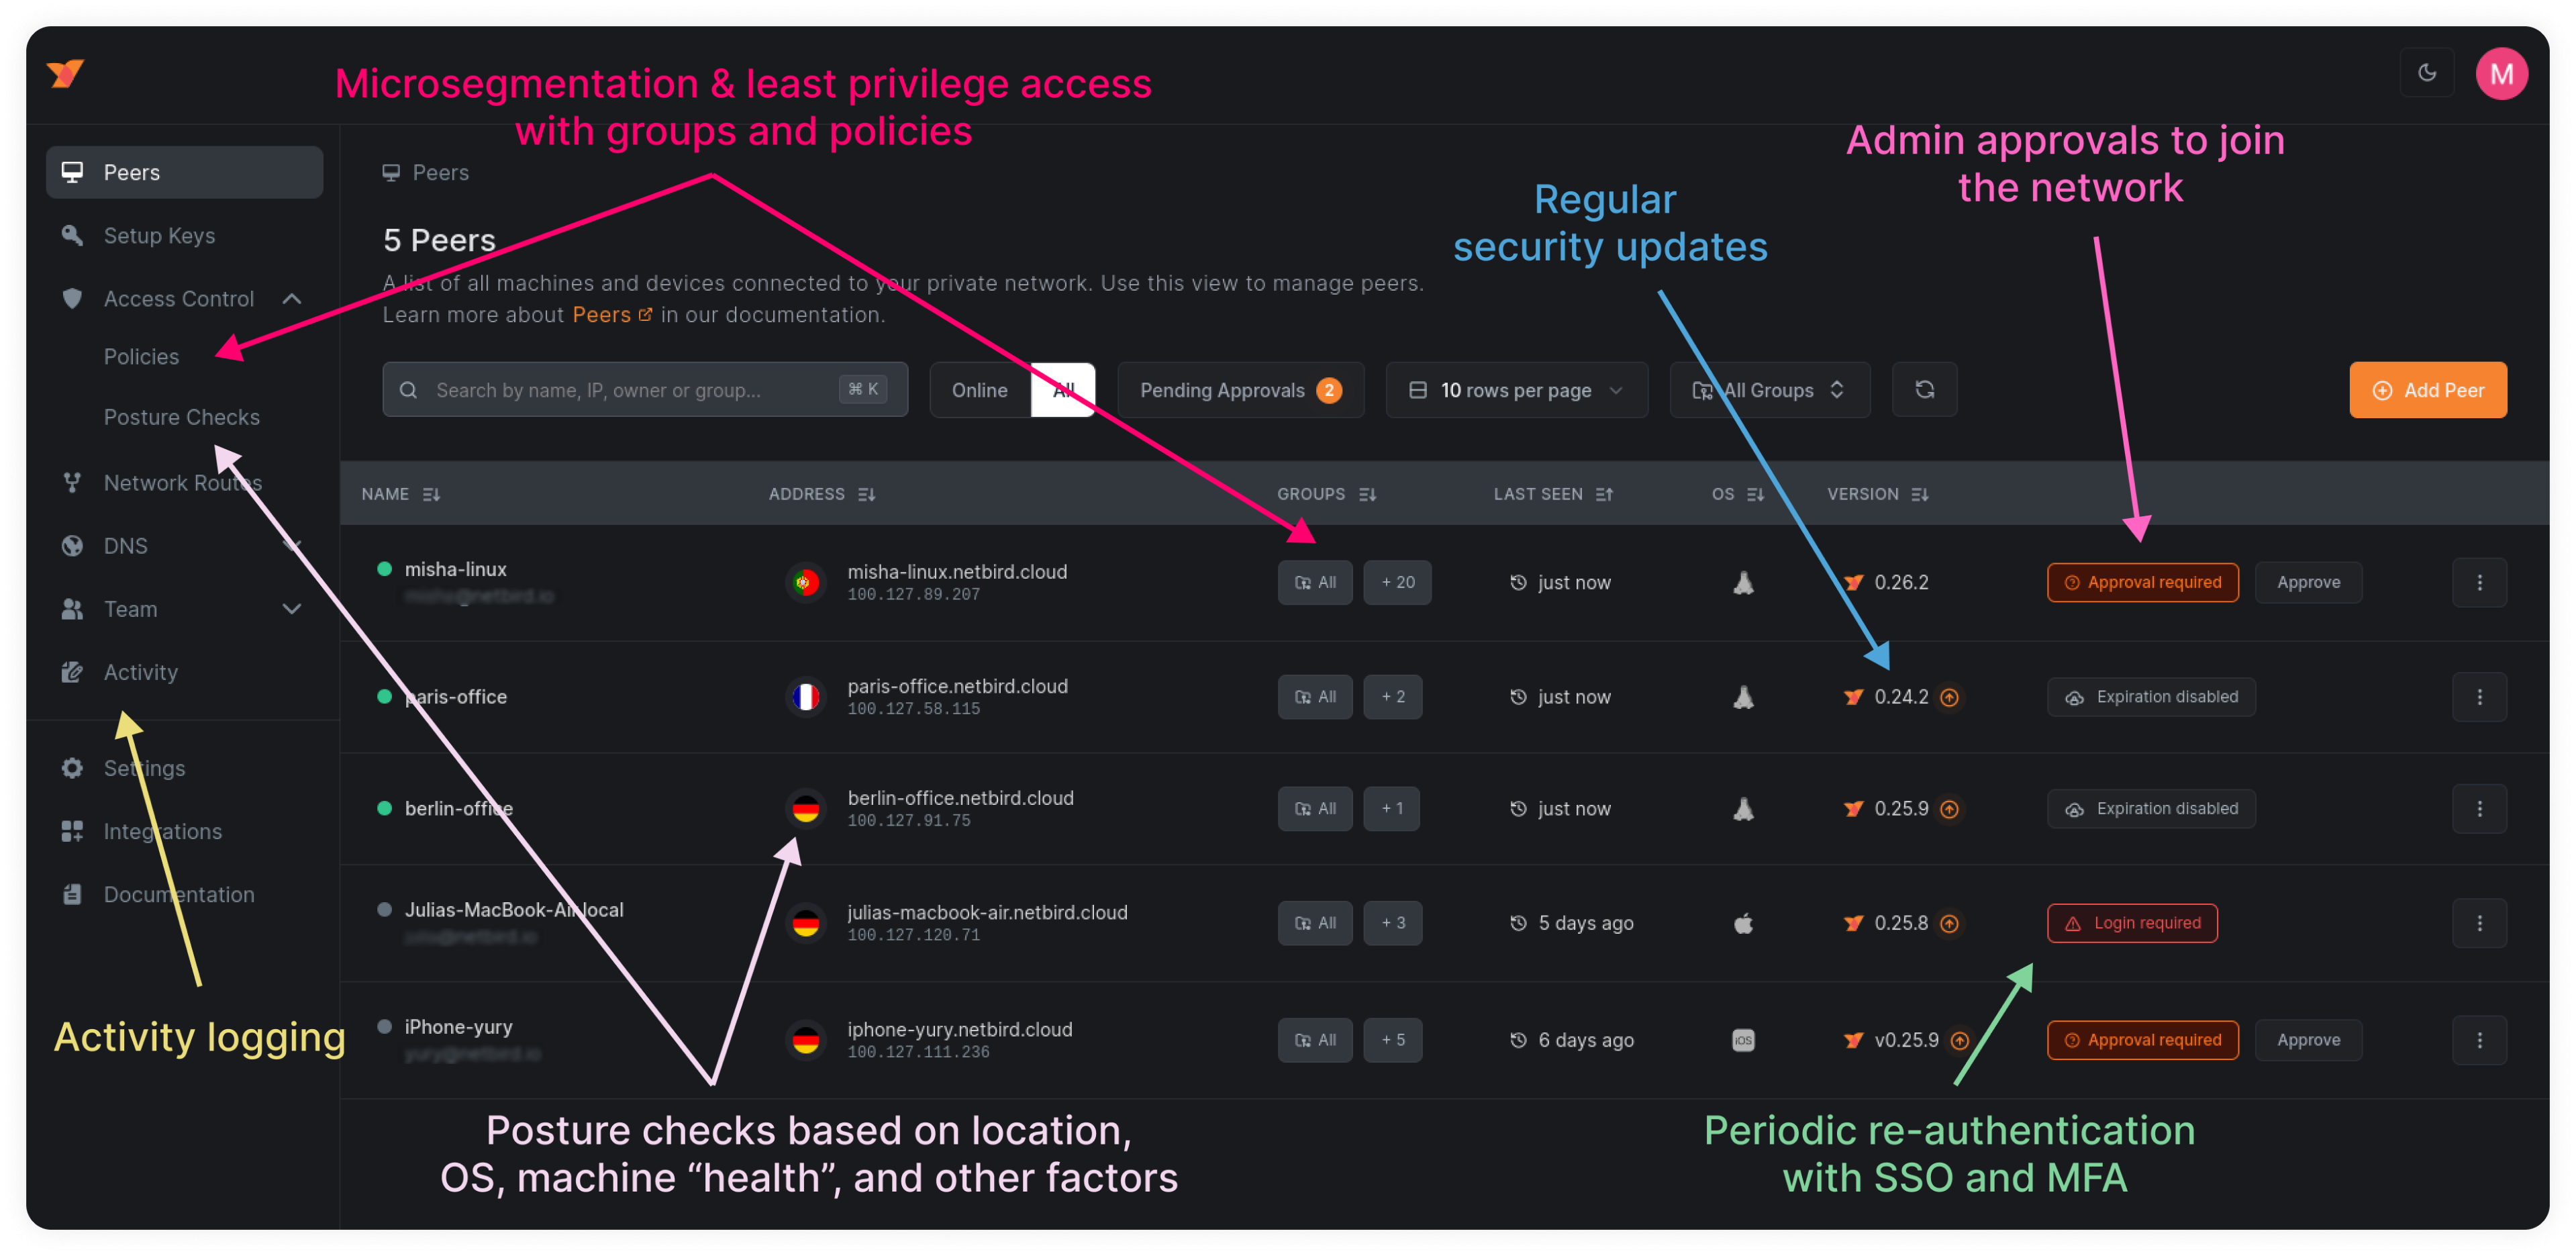 M
Microsegmentation & least privilege access
with groups and policies
Admin approvals to join
the network
Regular
security updates
Peers
Setup Keys
Access Control
Policies
Posture Checks
Network Routes
DNS
Team
Activity
Settings
Integrations
Documentation
Activity logging
Peers
5 Peers
A list of all machines and devices connected to your private network. Use this view to manage peers.
Learn more about Peers in our documentation.
Search by name, IP, owner or group... ⌘ K
Online All
Pending Approvals 2
10 rows per page
All Groups
Add Peer
NAME ADDRESS GROUPS LAST SEEN OS VERSION
misha-linux misha-linux.netbird.cloud All + 20 just now 0.26.2 Approval required Approve
@netbird.io 100.127.89.207
paris-office paris-office.netbird.cloud All + 2 just now 0.24.2 Expiration disabled
100.127.58.115
berlin-office berlin-office.netbird.cloud All + 1 just now 0.25.9 Expiration disabled
100.127.91.75
Julias-MacBook-Air.local julias-macbook-air.netbird.cloud All + 3 5 days ago 0.25.8 Login required
@netbird.io 100.127.120.71
iPhone-yury iphone-yury.netbird.cloud All + 5 6 days ago iOS v0.25.9 Approval required Approve
yury@netbird.io 100.127.111.236
Posture checks based on location,
OS, machine “health”, and other factors
Periodic re-authentication
with SSO and MFA